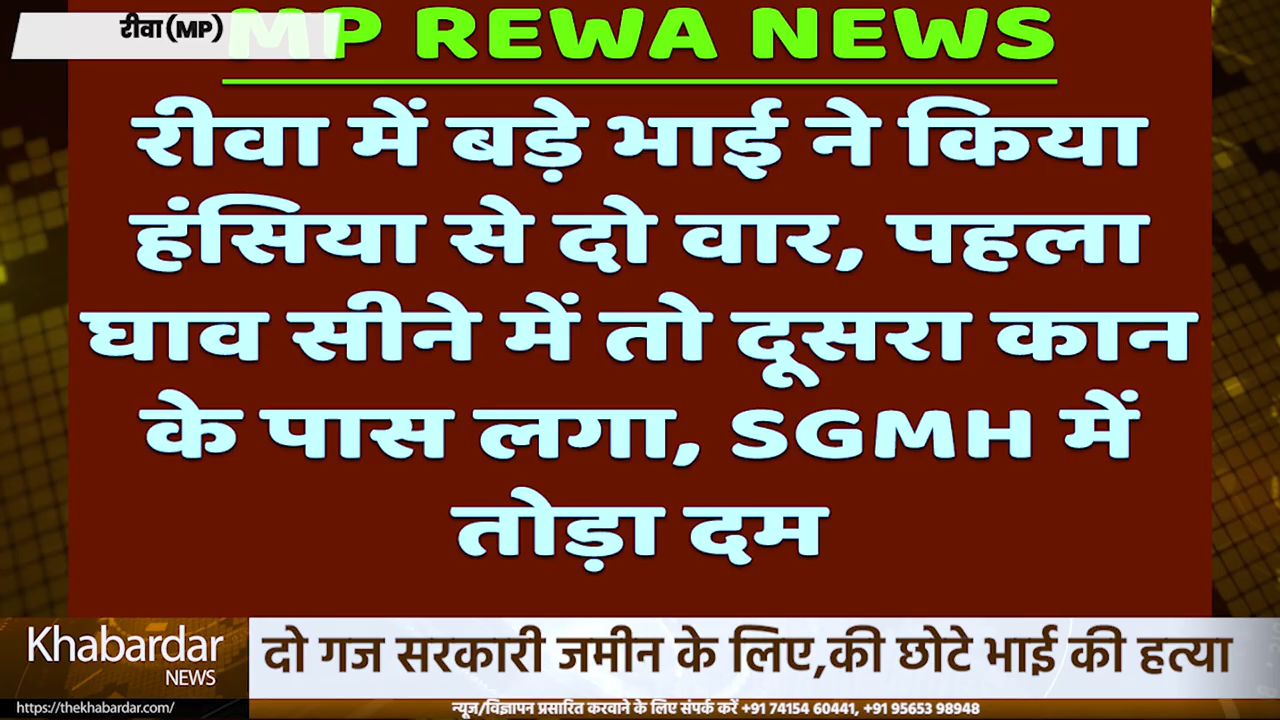 रीवा (MP)
MP REWA NEWS
रीवा में बड़े भाई ने किया
हंसिया से दो वार, पहला
घाव सीने में तो दूसरा कान
के पास लगा, SGMH में
तोड़ा दम
Khabardar
NEWS
दो गज सरकारी जमीन के लिए,की छोटे भाई की हत्या
https://thekhabardar.com/
न्यूज/विज्ञापन प्रसारित करवाने के लिए संपर्क करें +91 74154 60441, +91 95653 98948